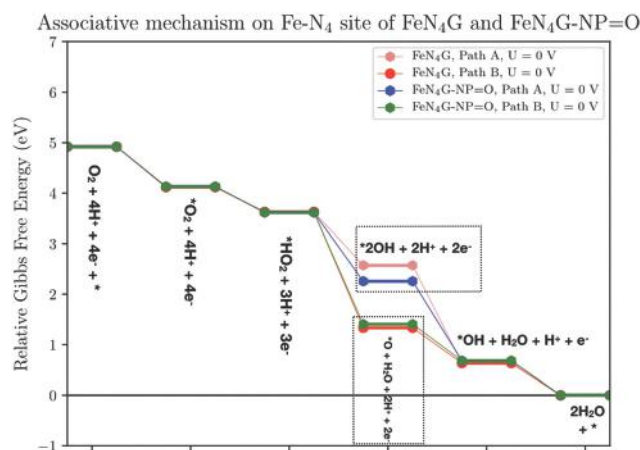 Associative mechanism on Fe-N₄ site of FeN₄G and FeN₄G-NP=O
FeN₄G, Path A, U = 0 V
FeN₄G, Path B, U = 0 V
FeN₄G-NP=O, Path A, U = 0 V
FeN₄G-NP=O, Path B, U = 0 V
Relative Gibbs Free Energy (eV)
7
6
5
4
3
2
1
0
−1
O₂ + 4H⁺ + 4e⁻ + *
*O₂ + 4H⁺ + 4e⁻
*HO₂ + 3H⁺ + 3e⁻
*2OH + 2H⁺ + 2e⁻
*O + H₂O + 2H⁺ + 2e⁻
*OH + H₂O + H⁺ + e⁻
2H₂O
+ *